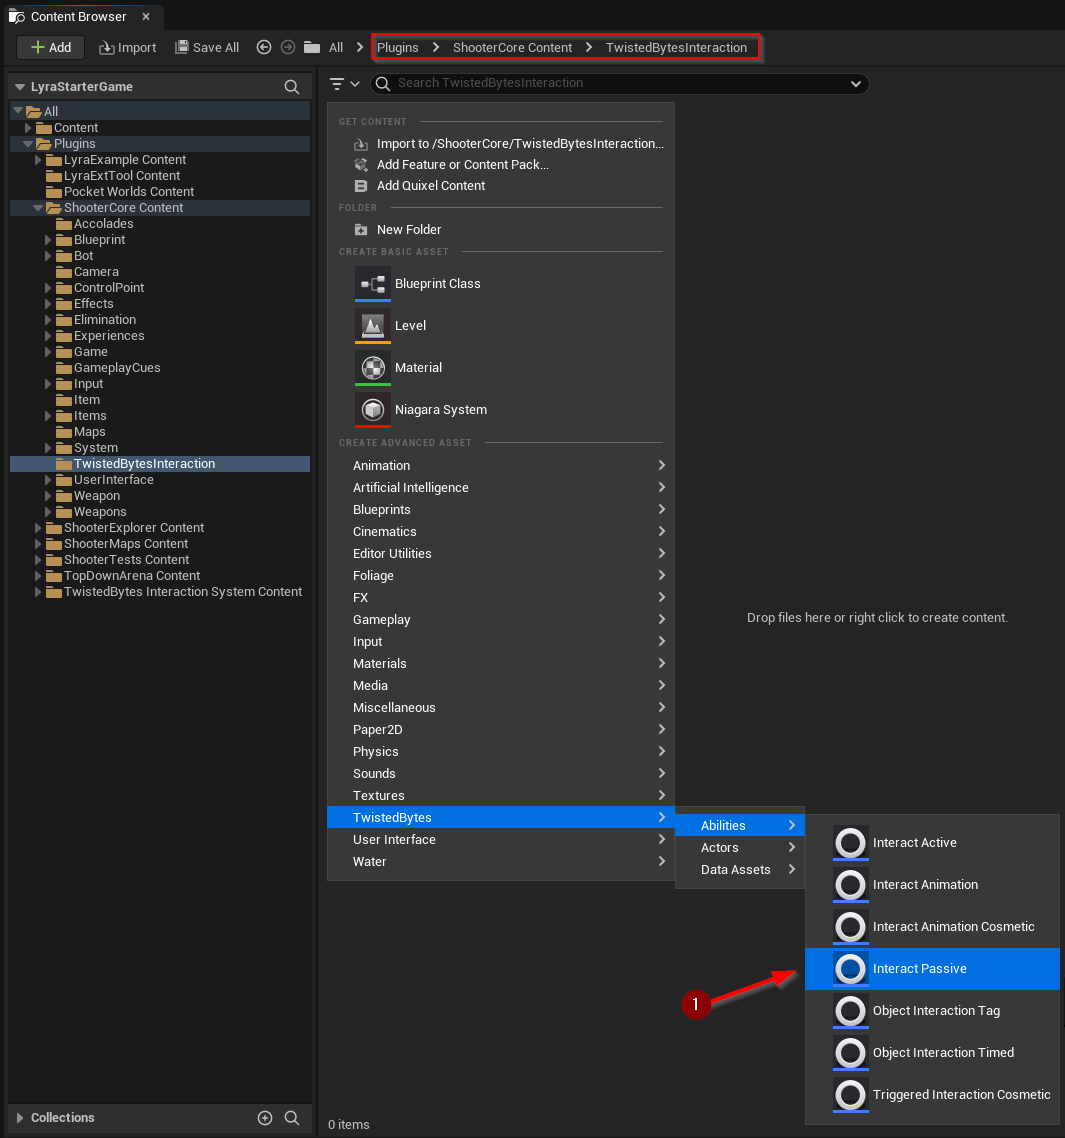 Content Browser
Add
Import
Save All
All
Plugins
ShooterCore Content
TwistedBytesInteraction
LyraStarterGame
Search TwistedBytesInteraction
All
Content
Plugins
LyraExample Content
LyraExtTool Content
Pocket Worlds Content
ShooterCore Content
Accolades
Blueprint
Bot
Camera
ControlPoint
Effects
Elimination
Experiences
Game
GameplayCues
Input
Item
Items
Maps
System
TwistedBytesInteraction
UserInterface
Weapon
Weapons
ShooterExplorer Content
ShooterMaps Content
ShooterTests Content
TopDownArena Content
TwistedBytes Interaction System Content
GET CONTENT
Import to /ShooterCore/TwistedBytesInteraction...
Add Feature or Content Pack...
Add Quixel Content
FOLDER
New Folder
CREATE BASIC ASSET
Blueprint Class
Level
Material
Niagara System
CREATE ADVANCED ASSET
Animation
Artificial Intelligence
Blueprints
Cinematics
Editor Utilities
Foliage
FX
Gameplay
Input
Materials
Media
Miscellaneous
Paper2D
Physics
Sounds
Textures
TwistedBytes
User Interface
Water
Abilities
Actors
Data Assets
Interact Active
Interact Animation
Interact Animation Cosmetic
Interact Passive
Object Interaction Tag
Object Interaction Timed
Triggered Interaction Cosmetic
1
Drop files here or right click to create content.
Collections
0 items